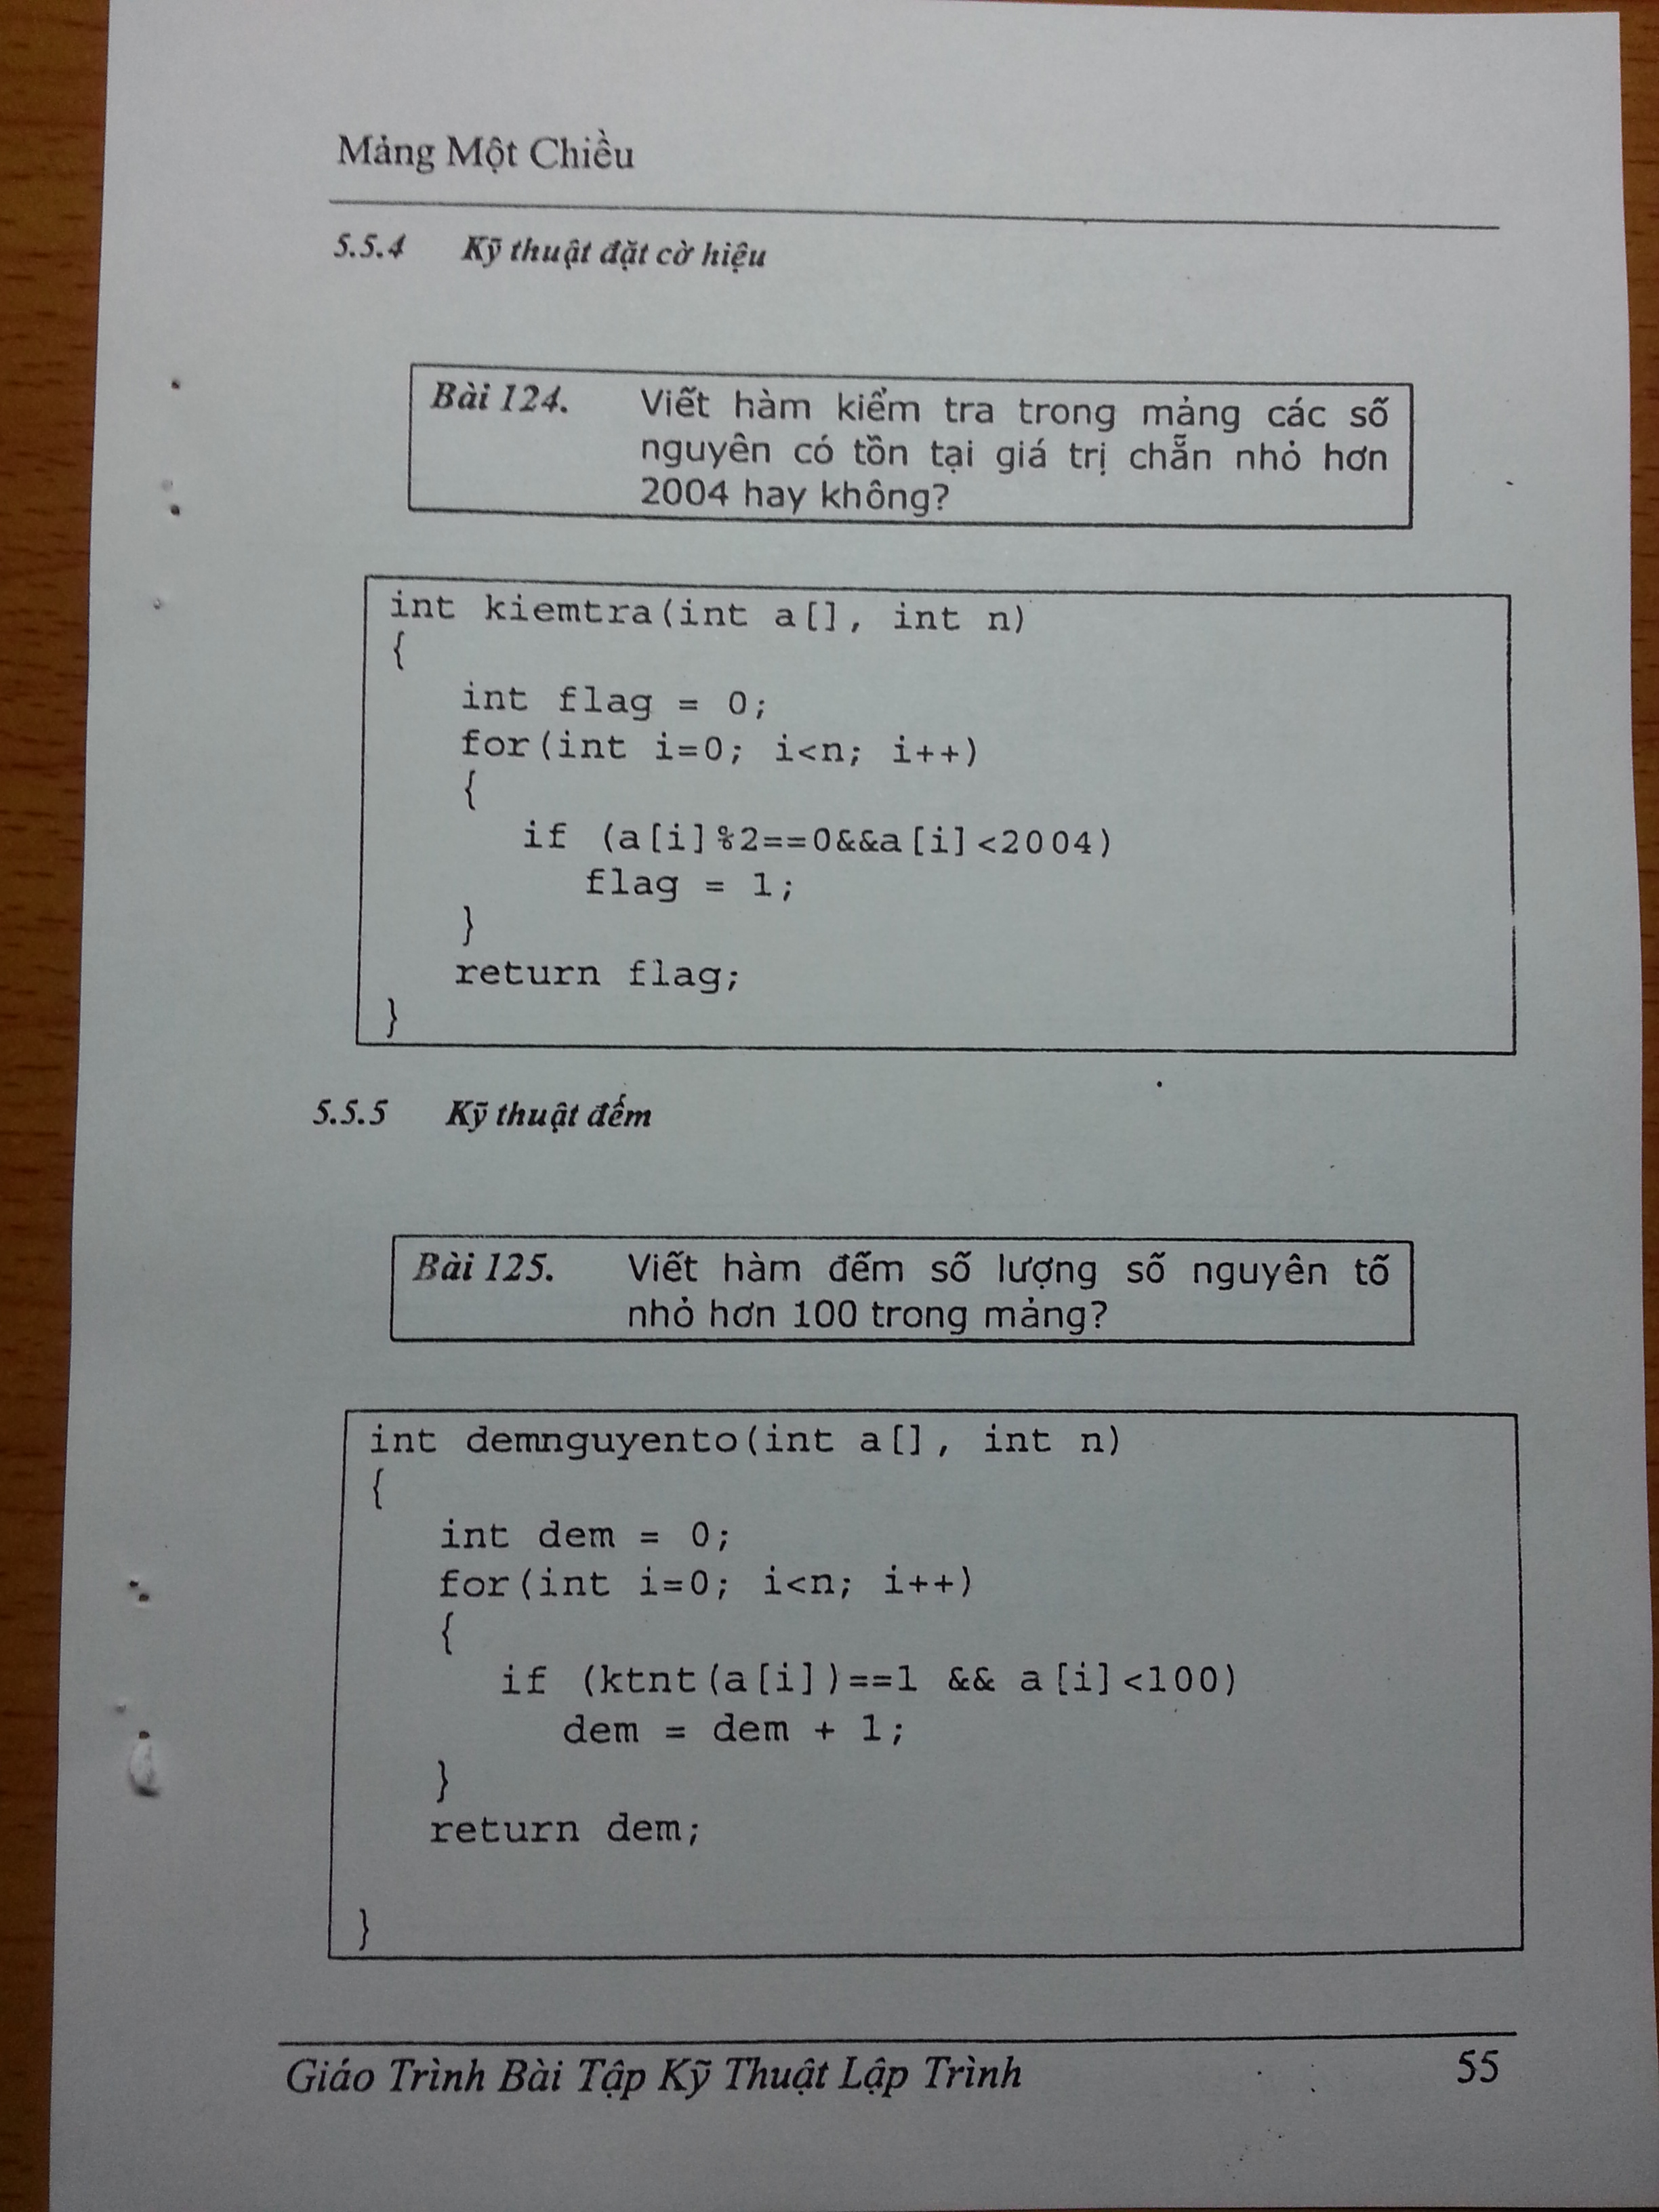 Mảng Một Chiều
5.5.4 Kỹ thuật đặt cờ hiệu
Bài 124. Viết hàm kiểm tra trong mảng các số
nguyên có tồn tại giá trị chẵn nhỏ hơn
2004 hay không?
int kiemtra(int a[], int n)
{
int flag = 0;
for(int i=0; i<n; i++)
{
if (a[i]%2==0&&a[i]<2004)
flag = 1;
}
return flag;
}
5.5.5 Kỹ thuật đếm
Bài 125. Viết hàm đếm số lượng số nguyên tố
nhỏ hơn 100 trong mảng?
int demnguyento(int a[], int n)
{
int dem = 0;
for(int i=0; i<n; i++)
{
if (ktnt(a[i])==1 && a[i]<100)
dem = dem + 1;
}
return dem;
}
Giáo Trình Bài Tập Kỹ Thuật Lập Trình 55